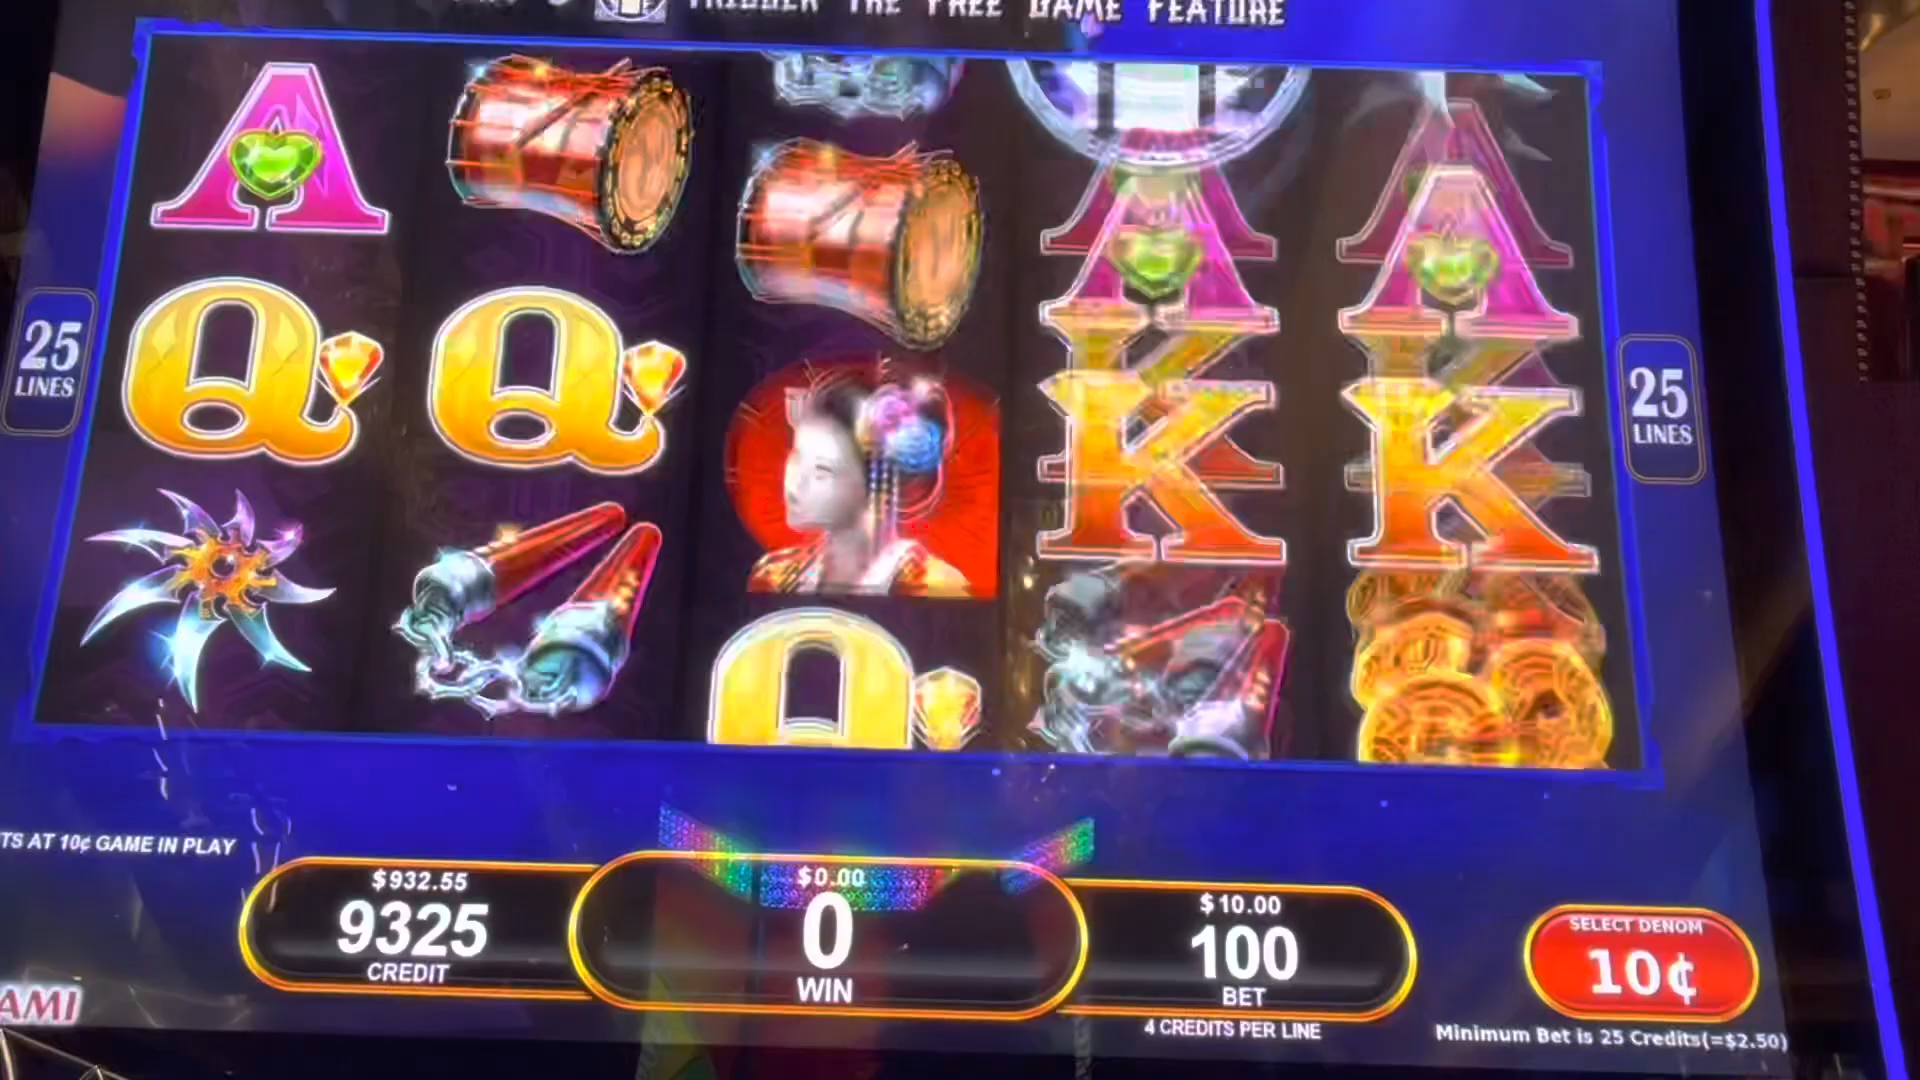 TRIGGER THE FREE GAME FEATURE
A
Q
Q
K
K
Q
25
LINES
25
LINES
TS AT 10¢ GAME IN PLAY
$932.55
9325
CREDIT
$0.00
0
WIN
$10.00
100
BET
4 CREDITS PER LINE
SELECT DENOM
10¢
Minimum Bet is 25 Credits(=$2.50)
AMI